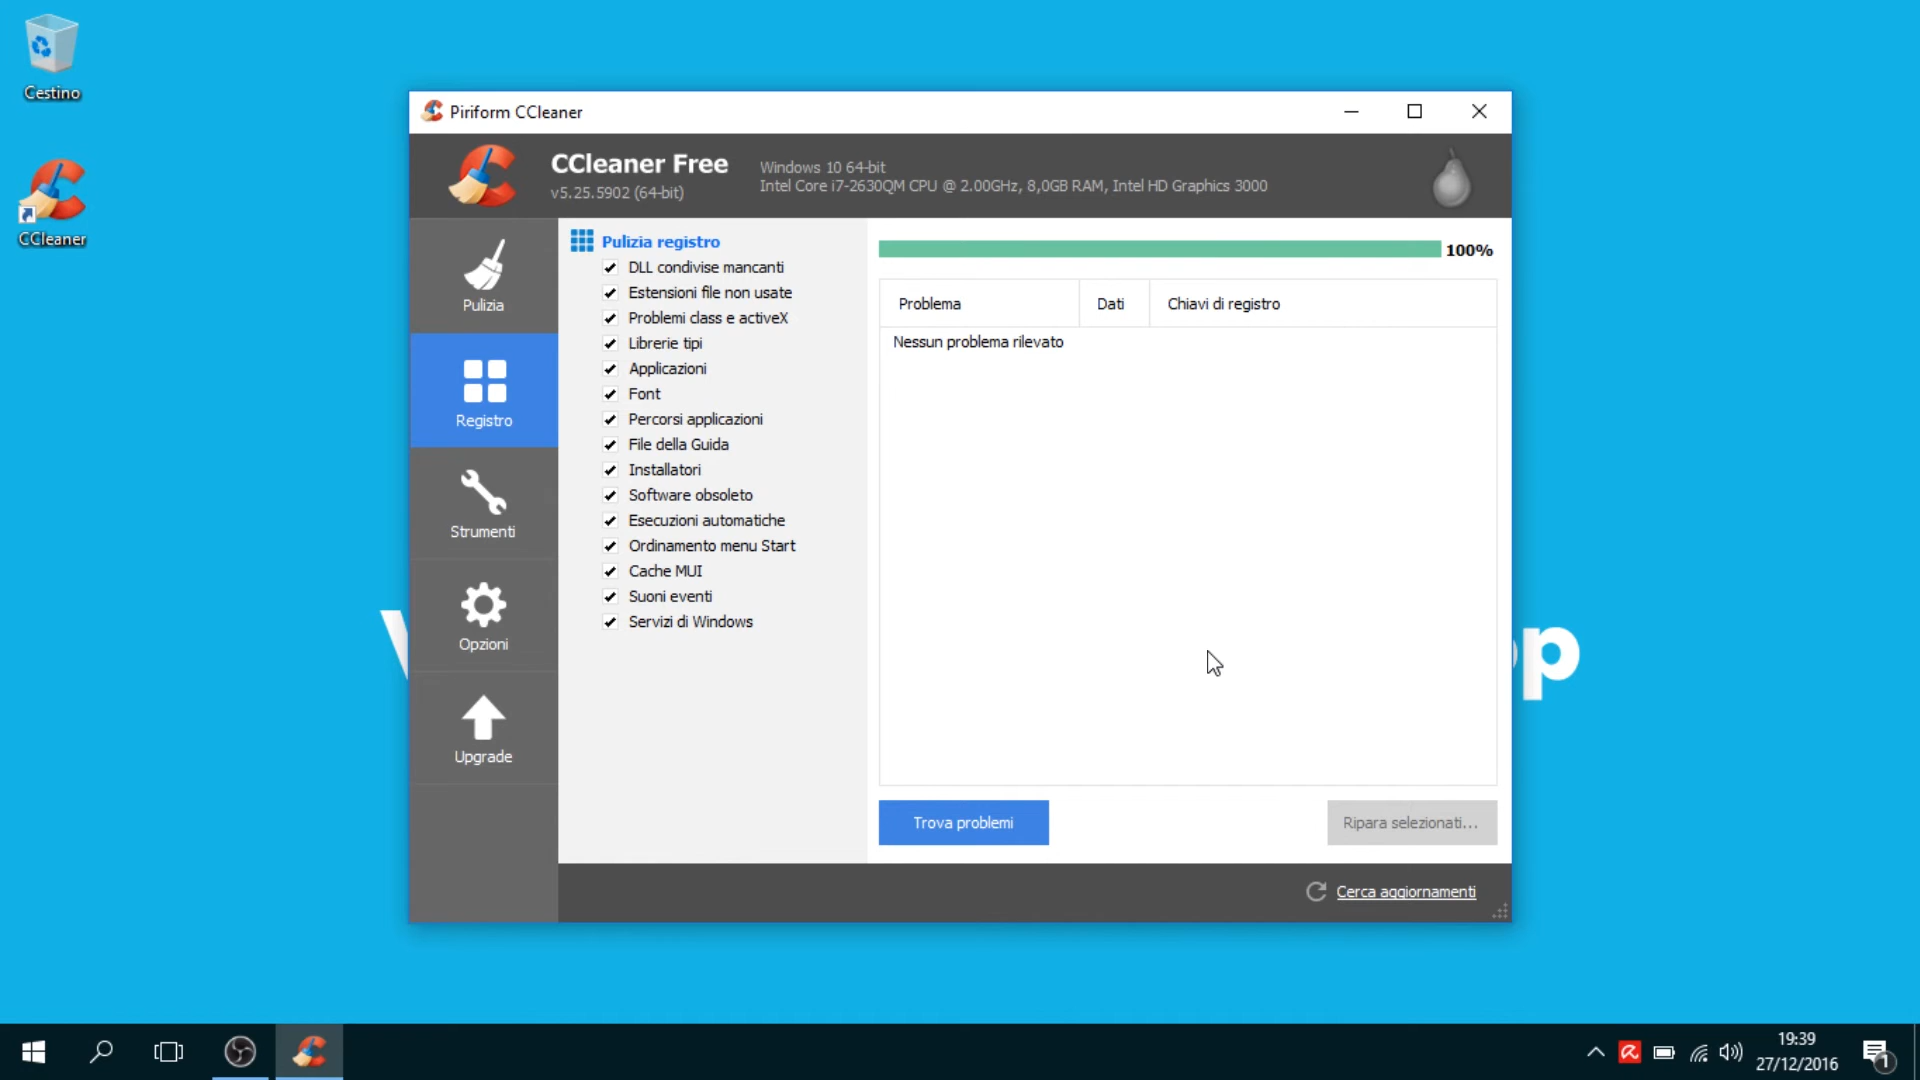 Cestino
CCleaner
Piriform CCleaner
CCleaner Free
v5.25.5902 (64-bit)
Windows 10 64-bit
Intel Core i7-2630QM CPU @ 2.00GHz, 8,0GB RAM, Intel HD Graphics 3000
Pulizia
Registro
Strumenti
Opzioni
Upgrade
Pulizia registro
DLL condivise mancanti
Estensioni file non usate
Problemi class e activeX
Librerie tipi
Applicazioni
Font
Percorsi applicazioni
File della Guida
Installatori
Software obsoleto
Esecuzioni automatiche
Ordinamento menu Start
Cache MUI
Suoni eventi
Servizi di Windows
100%
Problema Dati Chiavi di registro
Nessun problema rilevato
Trova problemi
Ripara selezionati...
Cerca aggiornamenti
19:39
27/12/2016
1